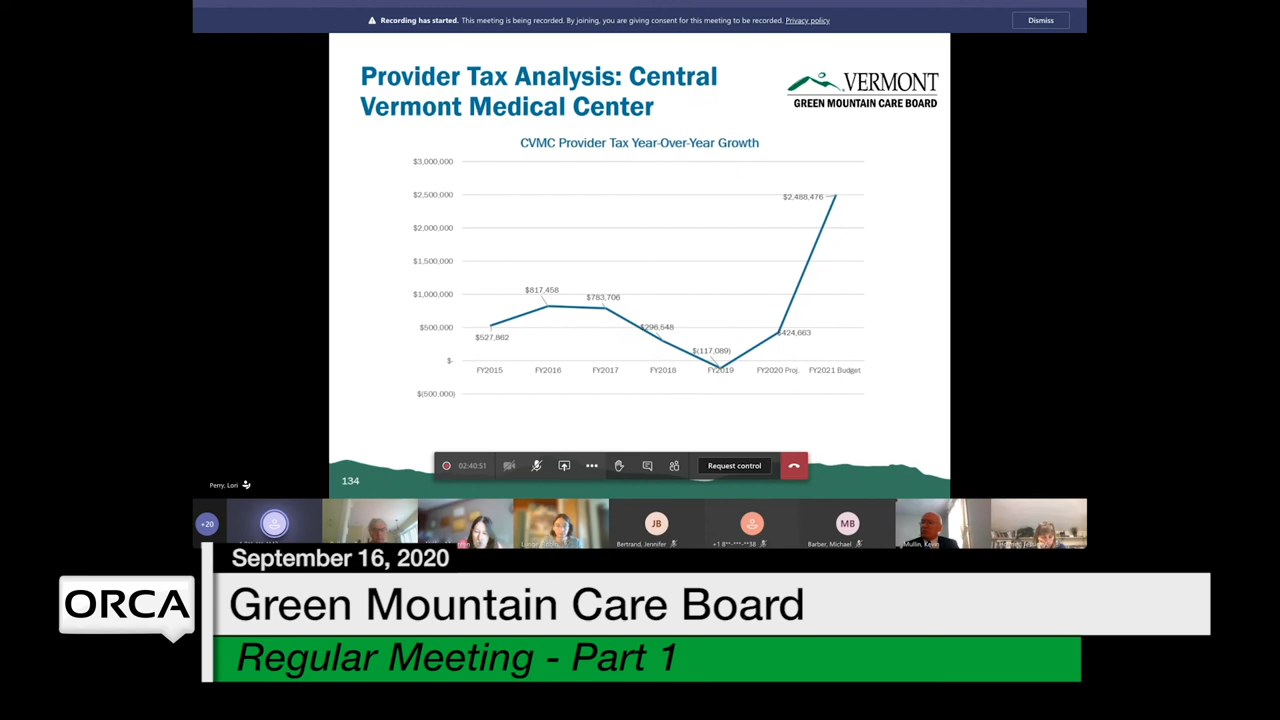 Recording has started. This meeting is being recorded. By joining, you are giving consent for this meeting to be recorded. Privacy policy
Dismiss
Provider Tax Analysis: Central
Vermont Medical Center
VERMONT
GREEN MOUNTAIN CARE BOARD
CVMC Provider Tax Year-Over-Year Growth
$3,000,000
$2,500,000
$2,488,476
$2,000,000
$1,500,000
$1,000,000
$817,458
$783,706
$500,000
$296,548
$424,663
$527,862
$(117,089)
$-
FY2015
FY2016
FY2017
FY2018
FY2019
FY2020 Proj.
FY2021 Budget
$(500,000)
02:40:51
Request control
134
Perry, Lori
+20
JB
MB
Bertrand, Jennifer
+1 8**-***-**38
Barber, Michael
Mullin, Kevin
September 16, 2020
ORCA
Green Mountain Care Board
Regular Meeting - Part 1